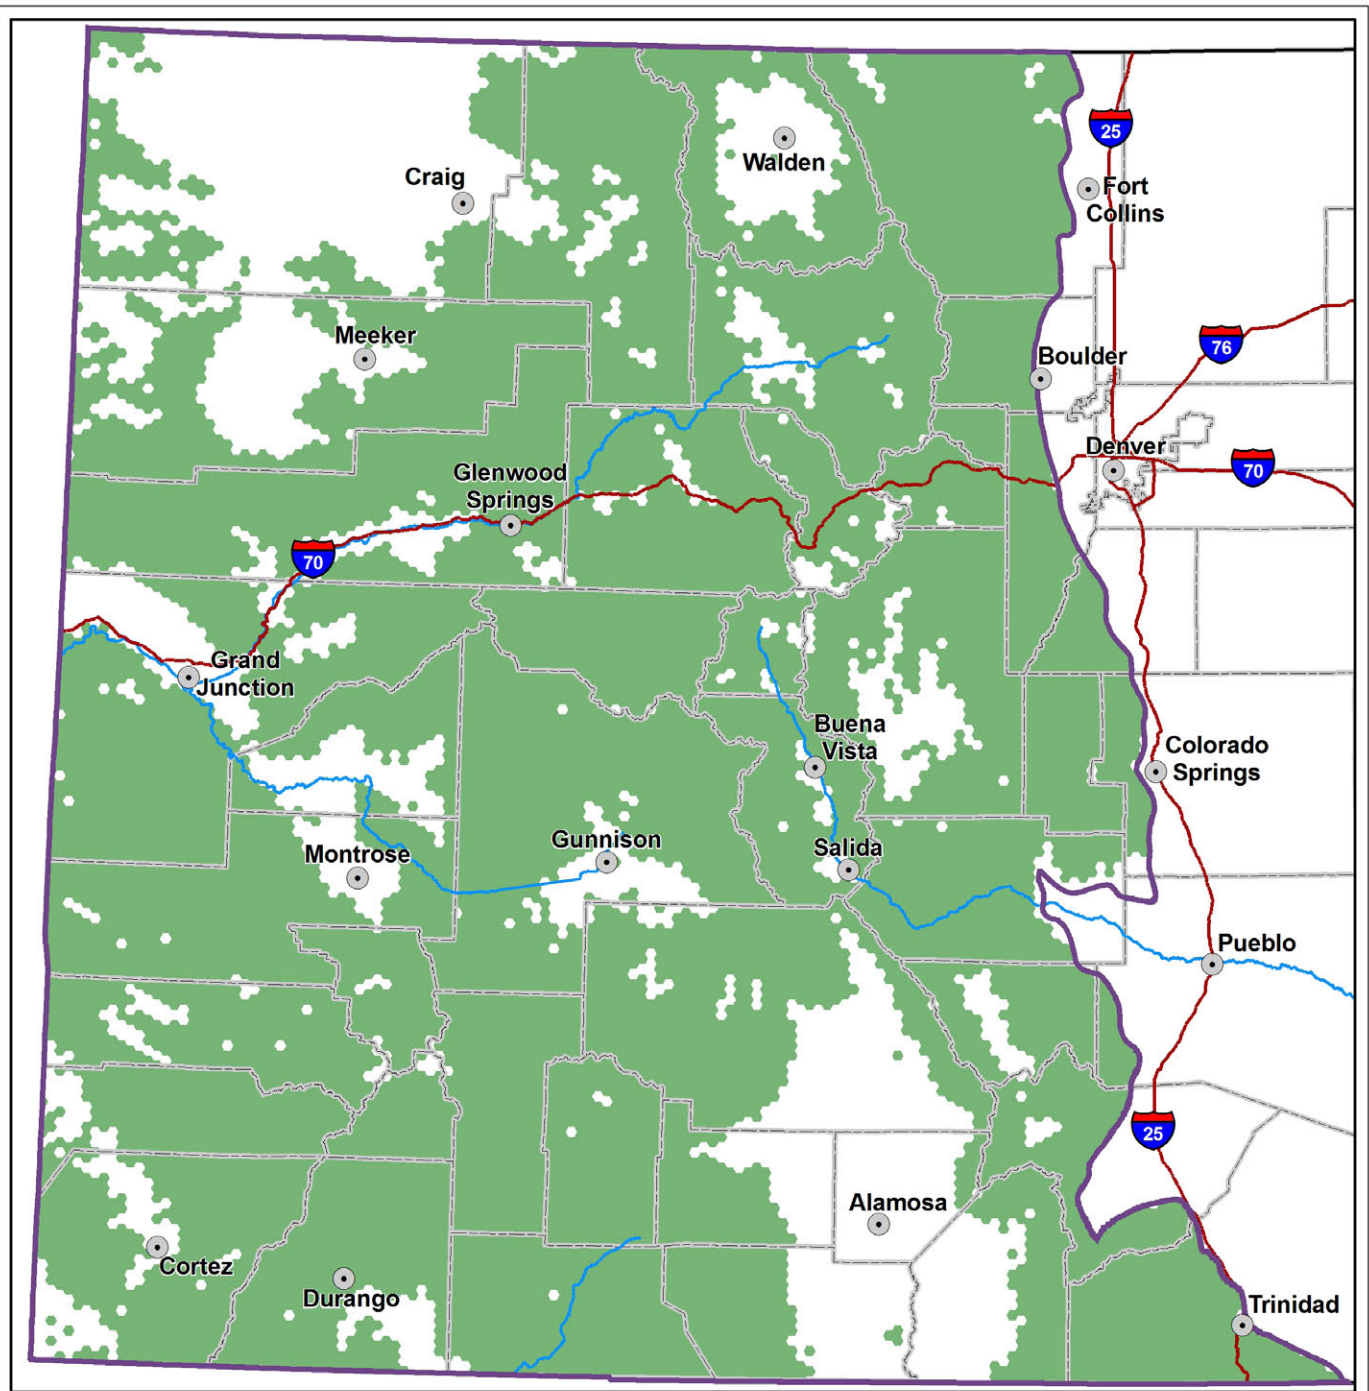 25
Walden
Craig
Fort
Collins
Meeker
76
Boulder
Denver
Glenwood
Springs
70
70
Grand
Junction
Buena
Vista
Colorado
Springs
Gunnison
Salida
Montrose
Pueblo
25
Alamosa
Cortez
Durango
Trinidad